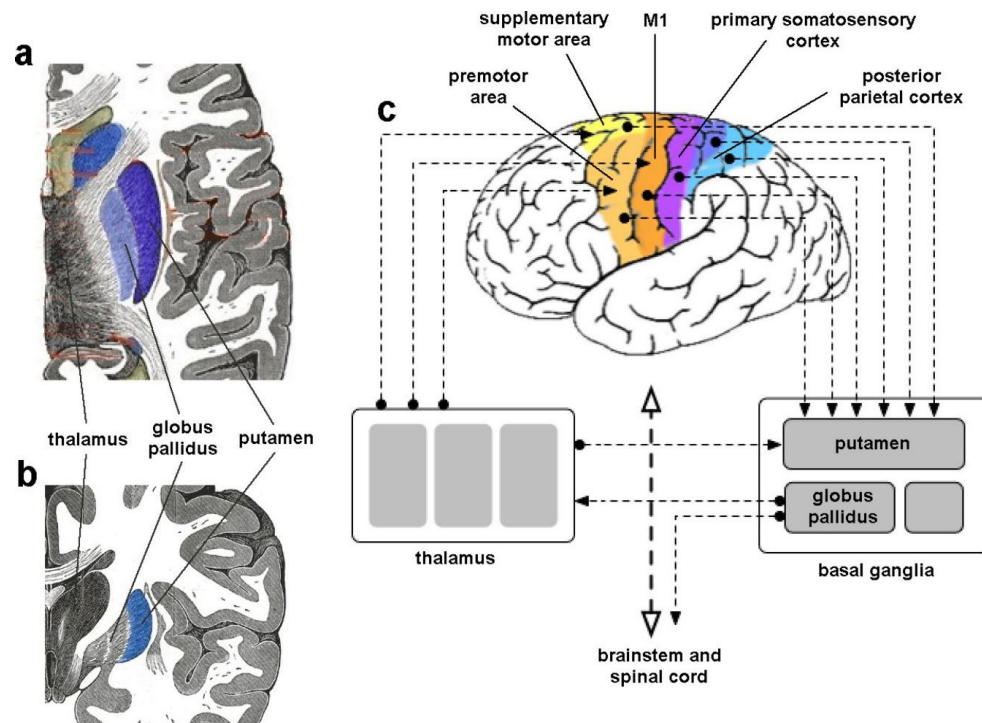 a
thalamus
globus
pallidus
putamen
b
c
supplementary
motor area
M1
primary somatosensory
cortex
premotor
area
posterior
parietal cortex
thalamus
putamen
globus
pallidus
basal ganglia
brainstem and
spinal cord